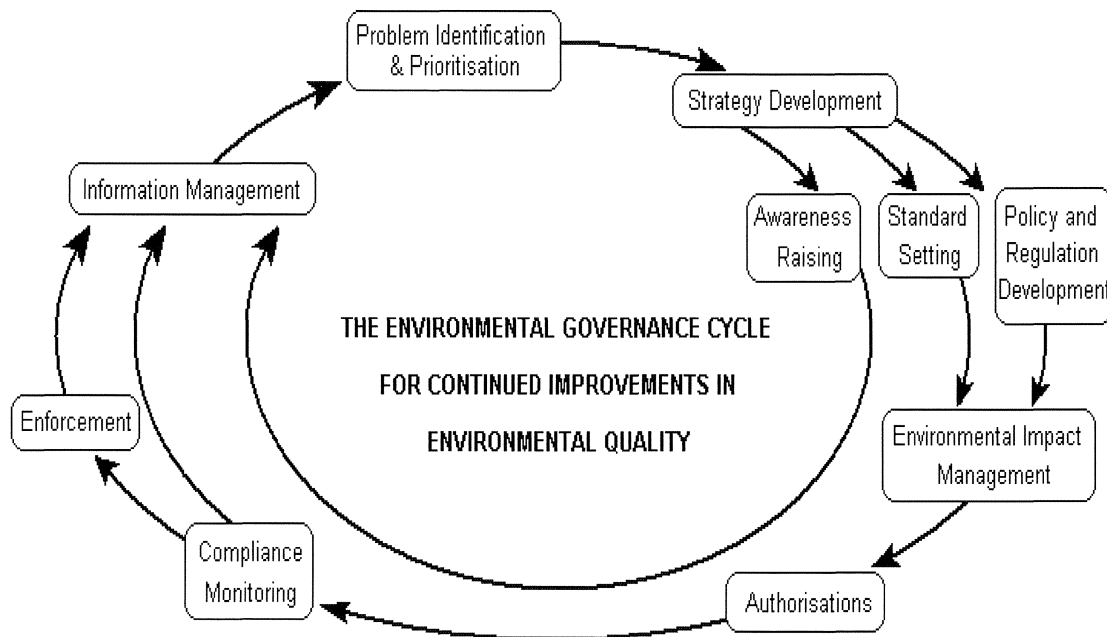 Problem Identification
& Prioritisation
Strategy Development
Information Management
Awareness
Raising
Standard
Setting
Policy and
Regulation
Development
THE ENVIRONMENTAL GOVERNANCE CYCLE
FOR CONTINUED IMPROVEMENTS IN
ENVIRONMENTAL QUALITY
Enforcement
Environmental Impact
Management
Compliance
Monitoring
Authorisations